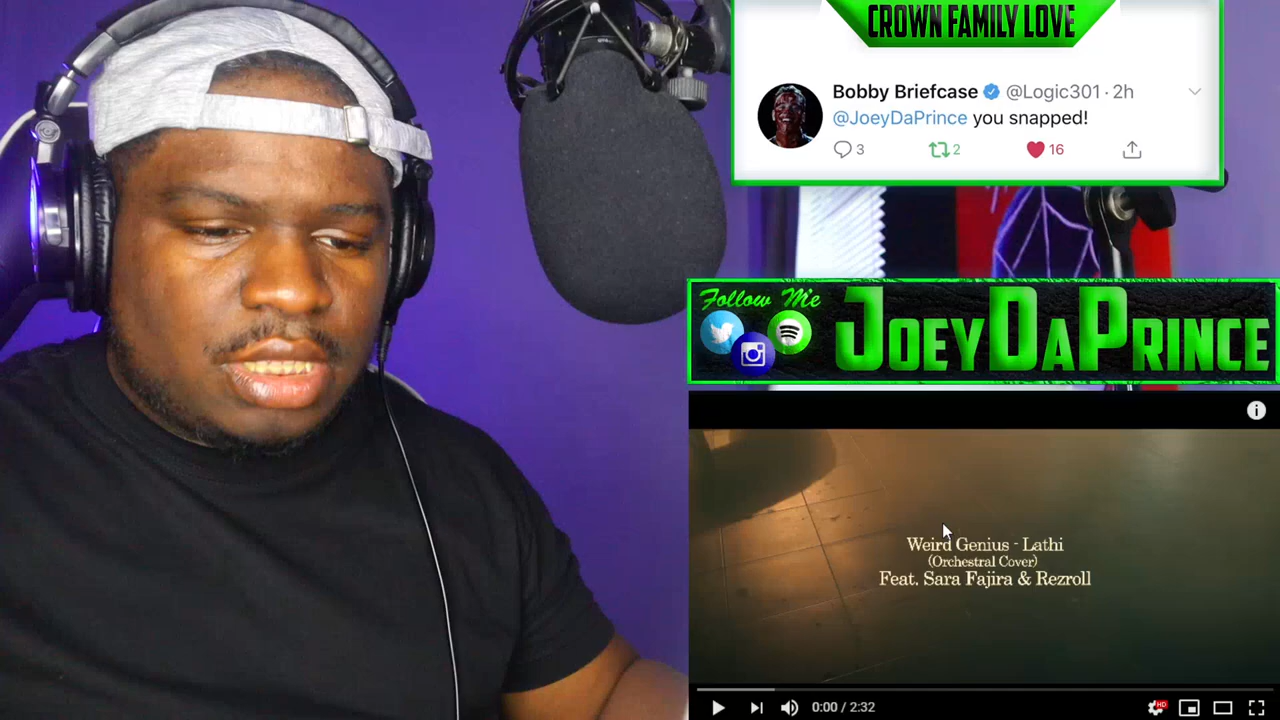 CROWN FAMILY LOVE
Bobby Briefcase @Logic301 · 2h
@JoeyDaPrince you snapped!
3 2 16
Follow Me
JOEYDAPRINCE
Weird Genius - Lathi
(Orchestral Cover)
Feat. Sara Fajira & Rezroll
0:00 / 2:32
HD